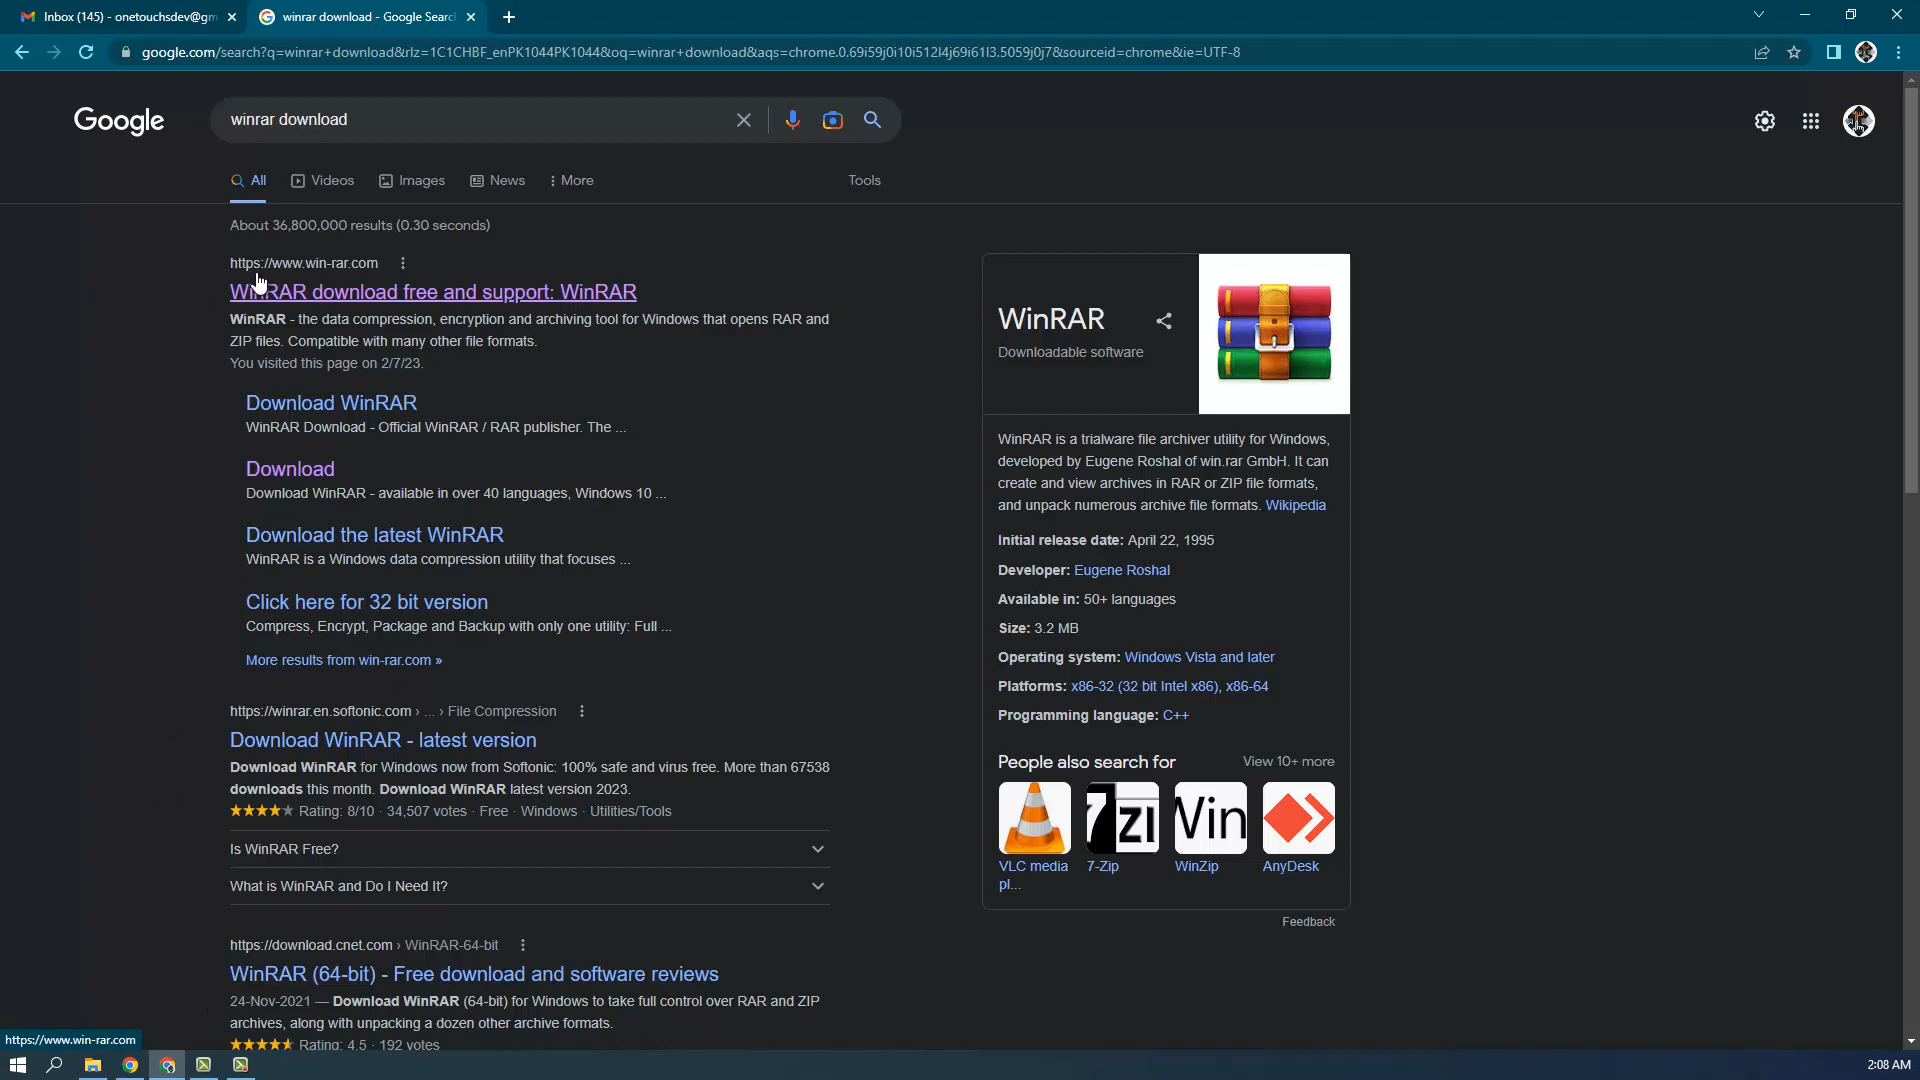 Inbox (145) - onetouchsdev@gm
winrar download - Google Searc
google.com/search?q=winrar+download&rlz=1C1CHBF_enPK1044PK1044&oq=winrar+download&aqs=chrome.0.69i59j0i10i512l4j69i61l3.5059j0j7&sourceid=chrome&ie=UTF-8
Google
winrar download
All
Videos
Images
News
More
Tools
About 36,800,000 results (0.30 seconds)
https://www.win-rar.com
WinRAR download free and support: WinRAR
WinRAR - the data compression, encryption and archiving tool for Windows that opens RAR and
ZIP files. Compatible with many other file formats.
You visited this page on 2/7/23.
Download WinRAR
WinRAR Download - Official WinRAR / RAR publisher. The ...
Download
Download WinRAR - available in over 40 languages, Windows 10 ...
Download the latest WinRAR
WinRAR is a Windows data compression utility that focuses ...
Click here for 32 bit version
Compress, Encrypt, Package and Backup with only one utility: Full ...
More results from win-rar.com »
https://winrar.en.softonic.com › ... › File Compression
Download WinRAR - latest version
Download WinRAR for Windows now from Softonic: 100% safe and virus free. More than 67538
downloads this month. Download WinRAR latest version 2023.
Rating: 8/10 · 34,507 votes · Free · Windows · Utilities/Tools
Is WinRAR Free?
What is WinRAR and Do I Need It?
https://download.cnet.com › WinRAR-64-bit
WinRAR (64-bit) - Free download and software reviews
24-Nov-2021 — Download WinRAR (64-bit) for Windows to take full control over RAR and ZIP
archives, along with unpacking a dozen other archive formats.
Rating: 4.5 · 192 votes
WinRAR
Downloadable software
WinRAR is a trialware file archiver utility for Windows,
developed by Eugene Roshal of win.rar GmbH. It can
create and view archives in RAR or ZIP file formats,
and unpack numerous archive file formats. Wikipedia
Initial release date: April 22, 1995
Developer: Eugene Roshal
Available in: 50+ languages
Size: 3.2 MB
Operating system: Windows Vista and later
Platforms: x86-32 (32 bit Intel x86), x86-64
Programming language: C++
People also search for
View 10+ more
7ZI
Win
VLC media
pl...
7-Zip
WinZip
AnyDesk
Feedback
https://www.win-rar.com
2:08 AM